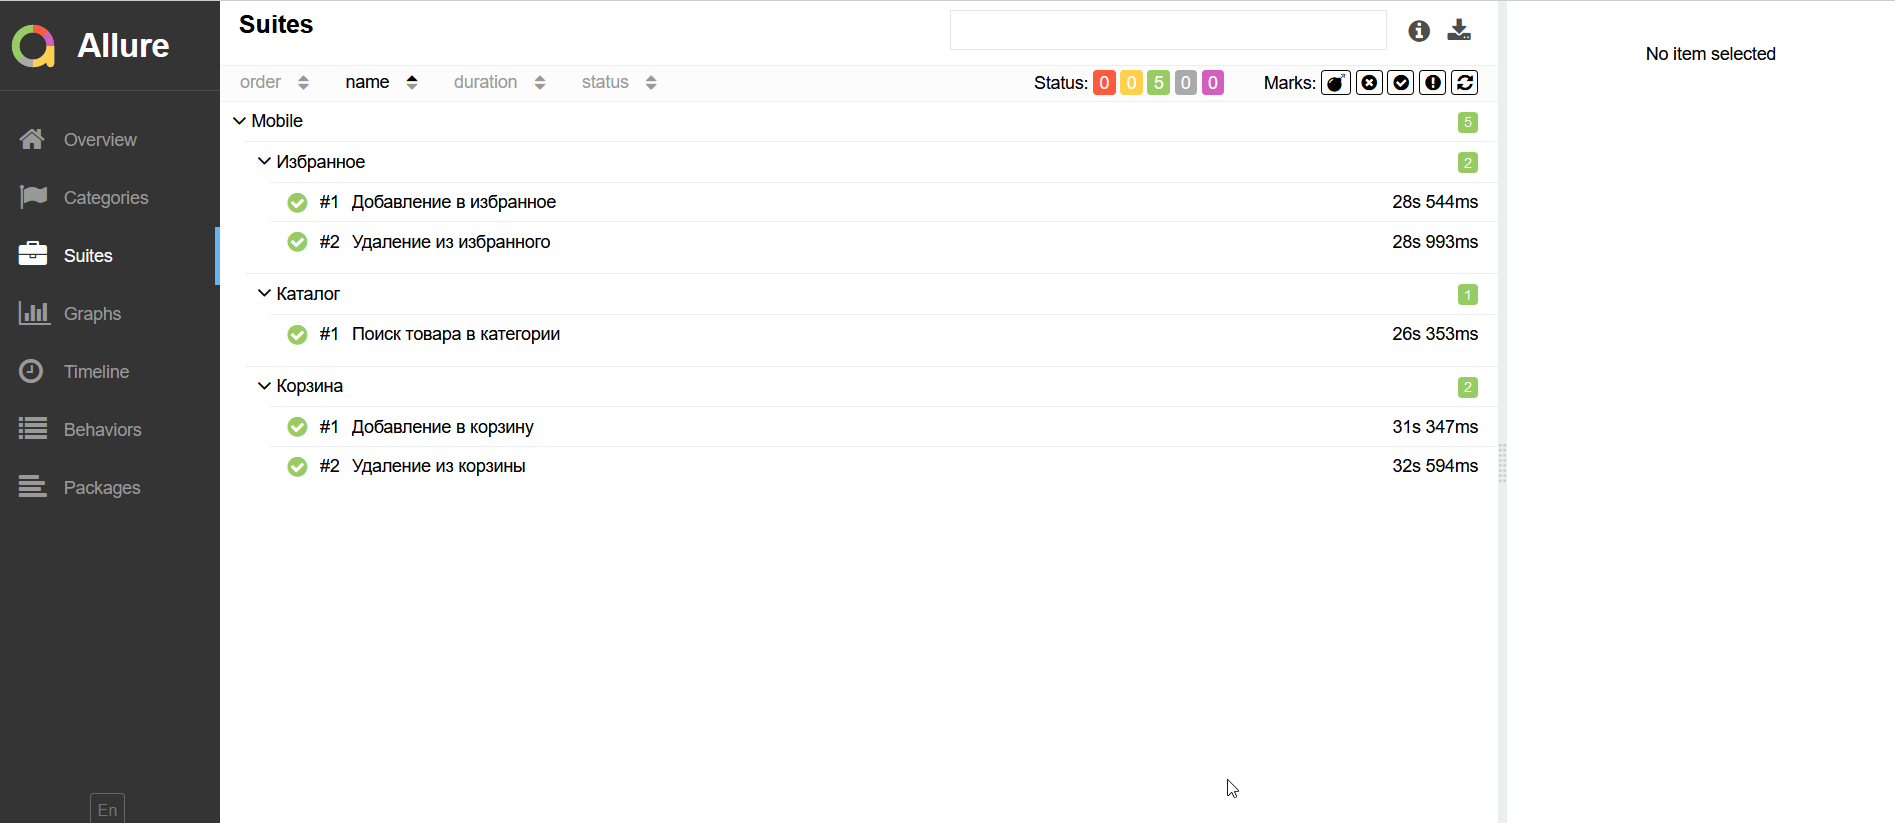 Allure
Overview
Categories
Suites
Graphs
Timeline
Behaviors
Packages
En
Suites
order name duration status Status: 0 0 5 0 0 Marks:
Mobile 5
Избранное 2
#1 Добавление в избранное 28s 544ms
#2 Удаление из избранного 28s 993ms
Каталог 1
#1 Поиск товара в категории 26s 353ms
Корзина 2
#1 Добавление в корзину 31s 347ms
#2 Удаление из корзины 32s 594ms
No item selected